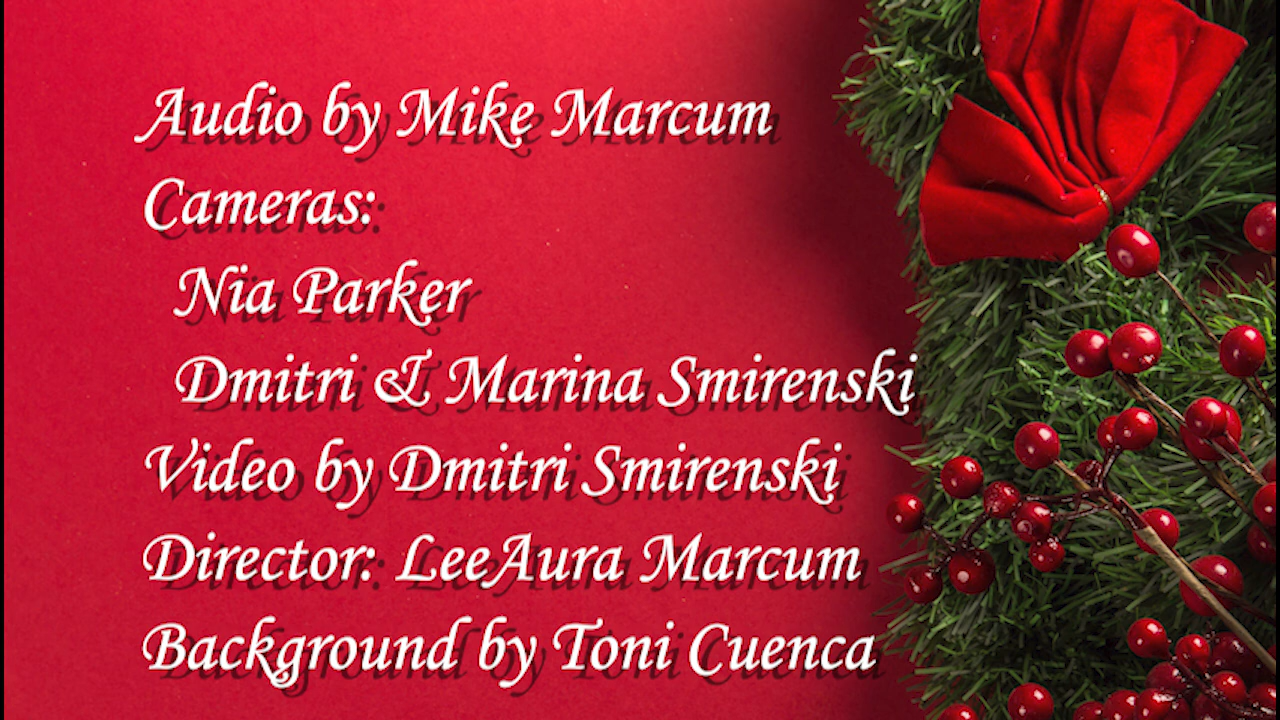 Audio by Mike Marcum
Cameras:
Nia Parker
Dmitri & Marina Smirenski
Video by Dmitri Smirenski
Director: LeeAura Marcum
Background by Toni Cuenca